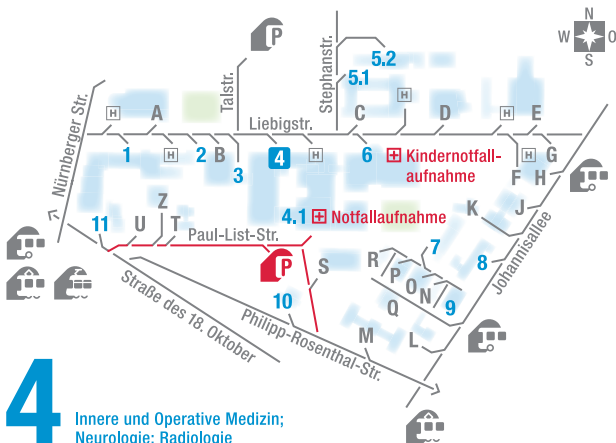 P
N
W O
S
5.2
5.1
Nürnberger Str.
Talstr.
Stephanstr.
H A
C H D
H E
Liebigstr.
1 H 2 B 3 4 H 6
Kindernotfall-
aufnahme
F H G
4.1 Notfallaufnahme
K J
Z
11 U T
Paul-List-Str.
P
S
R P O N 7
Q 9
8
Johannisallee
10
Straße des 18. Oktober
Philipp-Rosenthal-Str.
M L
4
Innere und Operative Medizin;
Neurologie; Radiologie